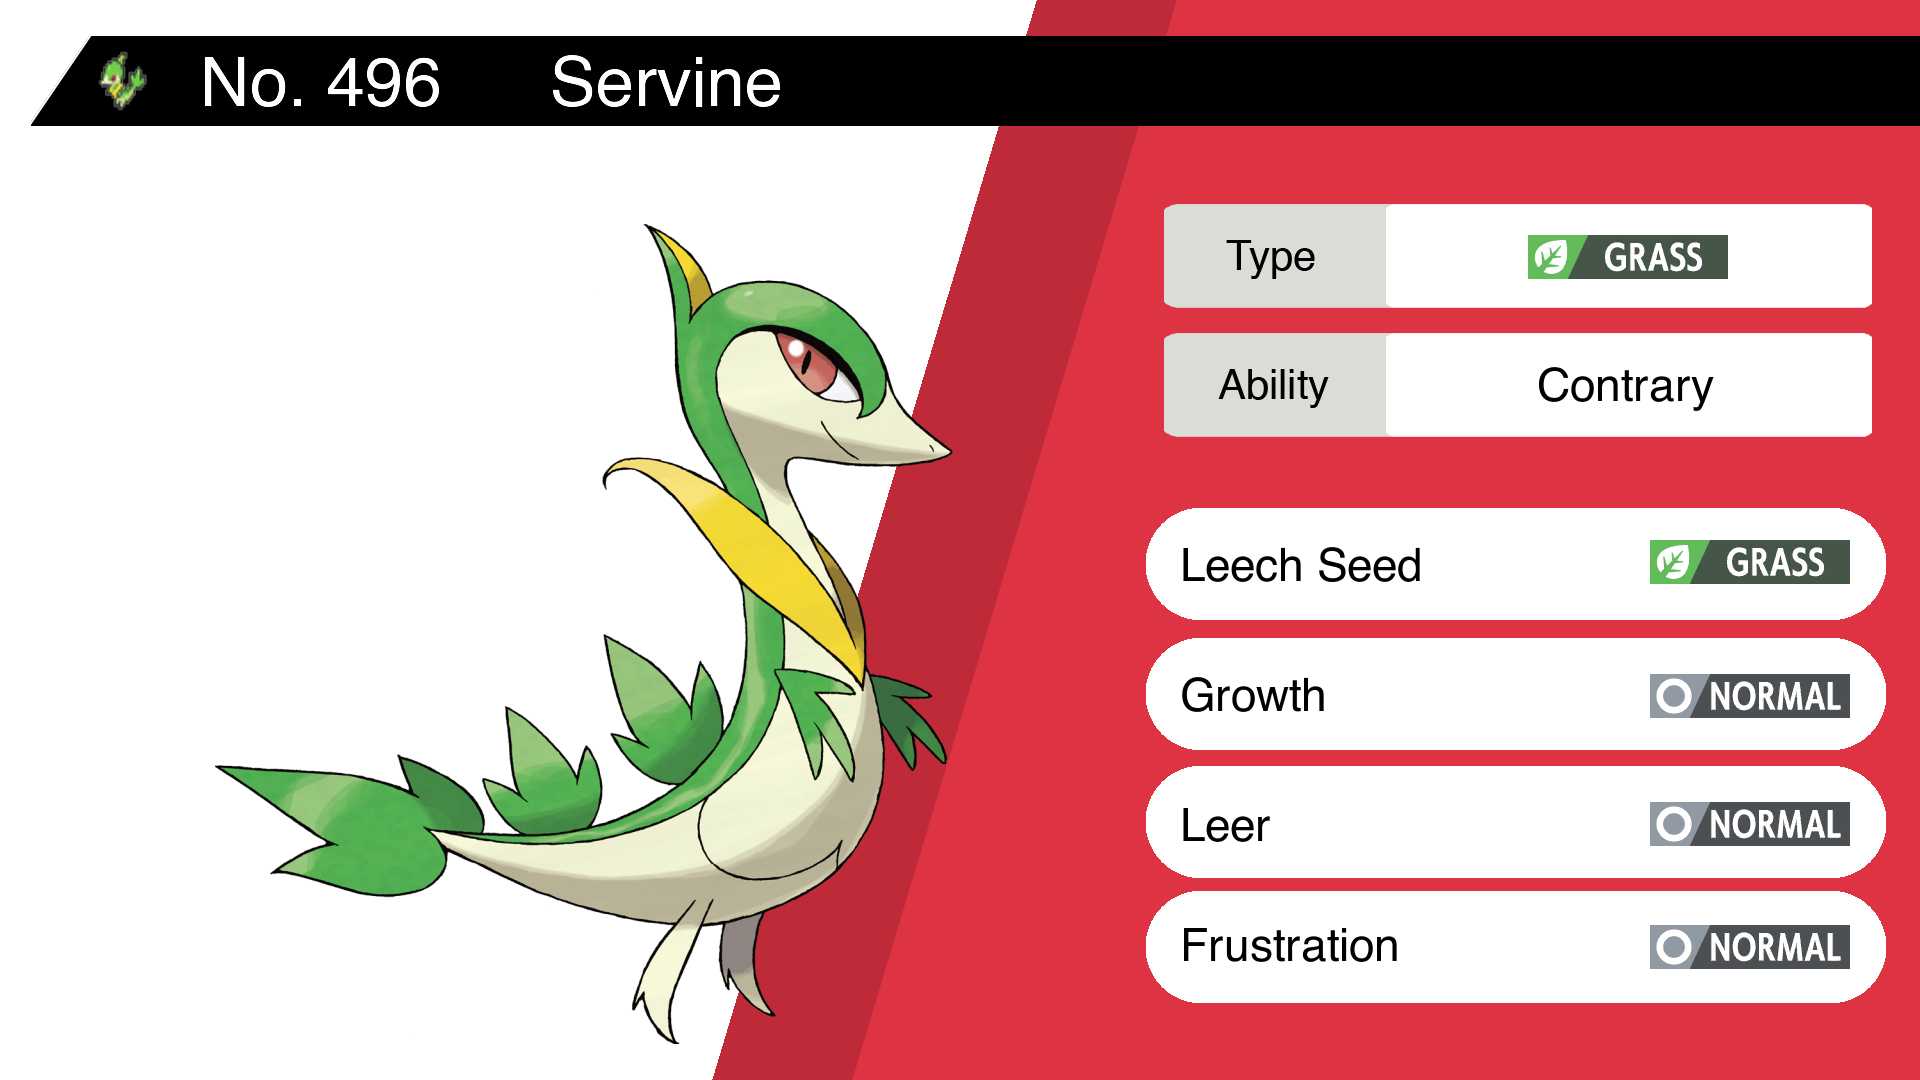 No. 496 Servine
Type GRASS
Ability Contrary
Leech Seed GRASS
Growth NORMAL
Leer NORMAL
Frustration NORMAL